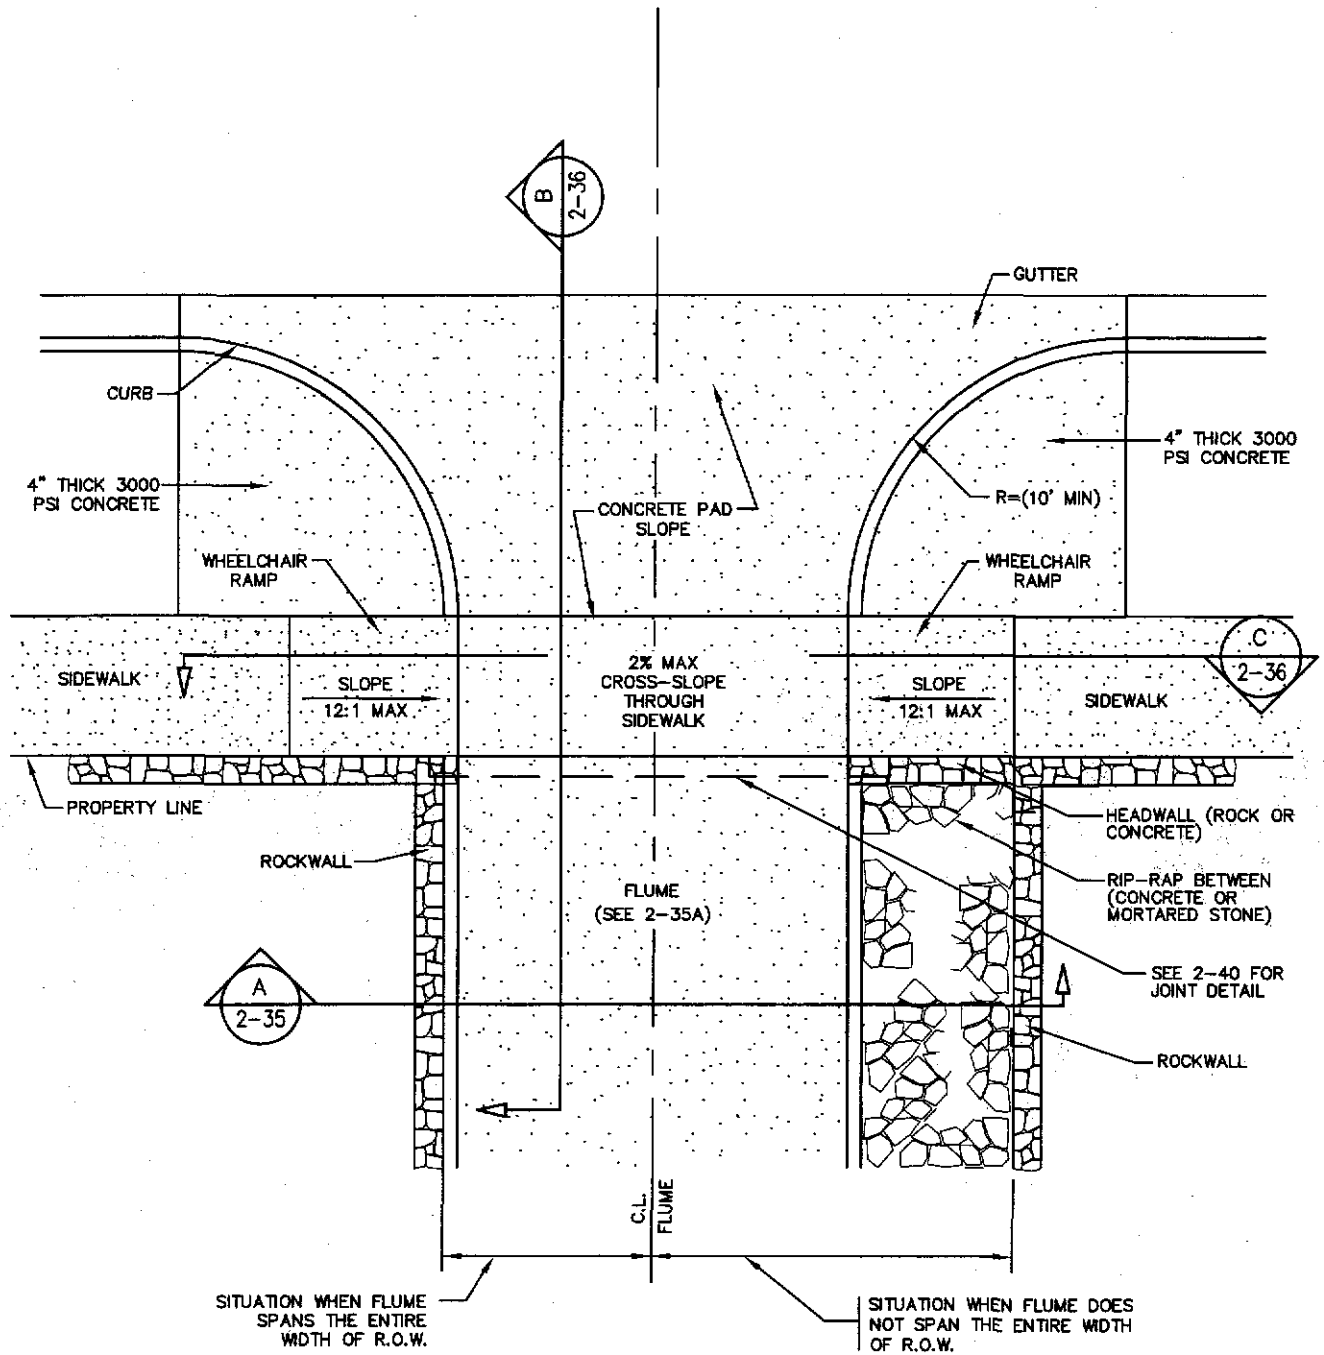 B
2-36
GUTTER
CURB
4" THICK 3000
PSI CONCRETE
4" THICK 3000
PSI CONCRETE
R=(10' MIN)
CONCRETE PAD
SLOPE
WHEELCHAIR
RAMP
WHEELCHAIR
RAMP
SIDEWALK
SLOPE
12:1 MAX
2% MAX
CROSS-SLOPE
THROUGH
SIDEWALK
SLOPE
12:1 MAX
SIDEWALK
C
2-36
PROPERTY LINE
HEADWALL (ROCK OR
CONCRETE)
ROCKWALL
RIP-RAP BETWEEN
(CONCRETE OR
MORTARED STONE)
FLUME
(SEE 2-35A)
SEE 2-40 FOR
JOINT DETAIL
A
2-35
ROCKWALL
C.L.
FLUME
SITUATION WHEN FLUME
SPANS THE ENTIRE
WIDTH OF R.O.W.
SITUATION WHEN FLUME DOES
NOT SPAN THE ENTIRE WIDTH
OF R.O.W.